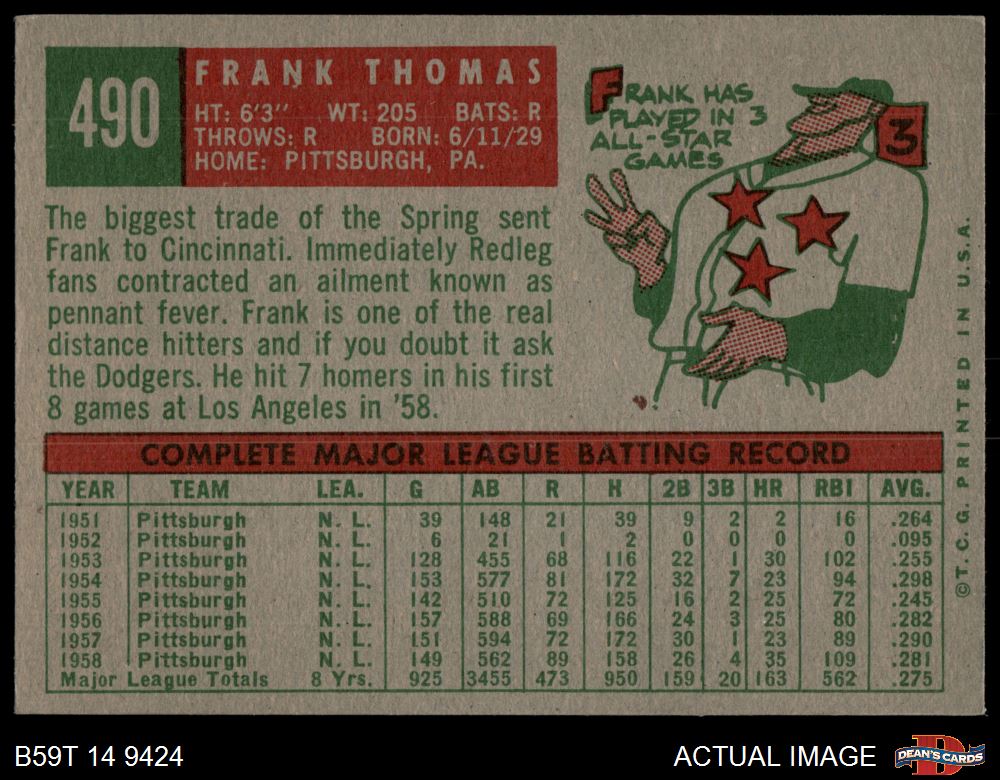 490
FRANK THOMAS
HT: 6'3" WT: 205 BATS: R
THROWS: R BORN: 6/11/29
HOME: PITTSBURGH, PA.
FRANK HAS
PLAYED IN 3
ALL-STAR
GAMES
3
The biggest trade of the Spring sent
Frank to Cincinnati. Immediately Redleg
fans contracted an ailment known as
pennant fever. Frank is one of the real
distance hitters and if you doubt it ask
the Dodgers. He hit 7 homers in his first
8 games at Los Angeles in '58.
COMPLETE MAJOR LEAGUE BATTING RECORD
YEAR TEAM LEA. G AB R H 2B 3B HR RBI AVG.
1951 Pittsburgh N. L. 39 148 21 39 9 2 2 16 .264
1952 Pittsburgh N. L. 6 21 1 2 0 0 0 0 .095
1953 Pittsburgh N. L. 128 455 68 116 22 1 30 102 .255
1954 Pittsburgh N. L. 153 577 81 172 32 7 23 94 .298
1955 Pittsburgh N. L. 142 510 72 125 16 2 25 72 .245
1956 Pittsburgh N. L. 157 588 69 166 24 3 25 80 .282
1957 Pittsburgh N. L. 151 594 72 172 30 1 23 89 .290
1958 Pittsburgh N. L. 149 562 89 158 26 4 35 109 .281
Major League Totals 8 Yrs. 925 3455 473 950 159 20 163 562 .275
©T. C. G. PRINTED IN U.S.A.
B59T 14 9424
ACTUAL IMAGE
D
DEAN'S CARDS